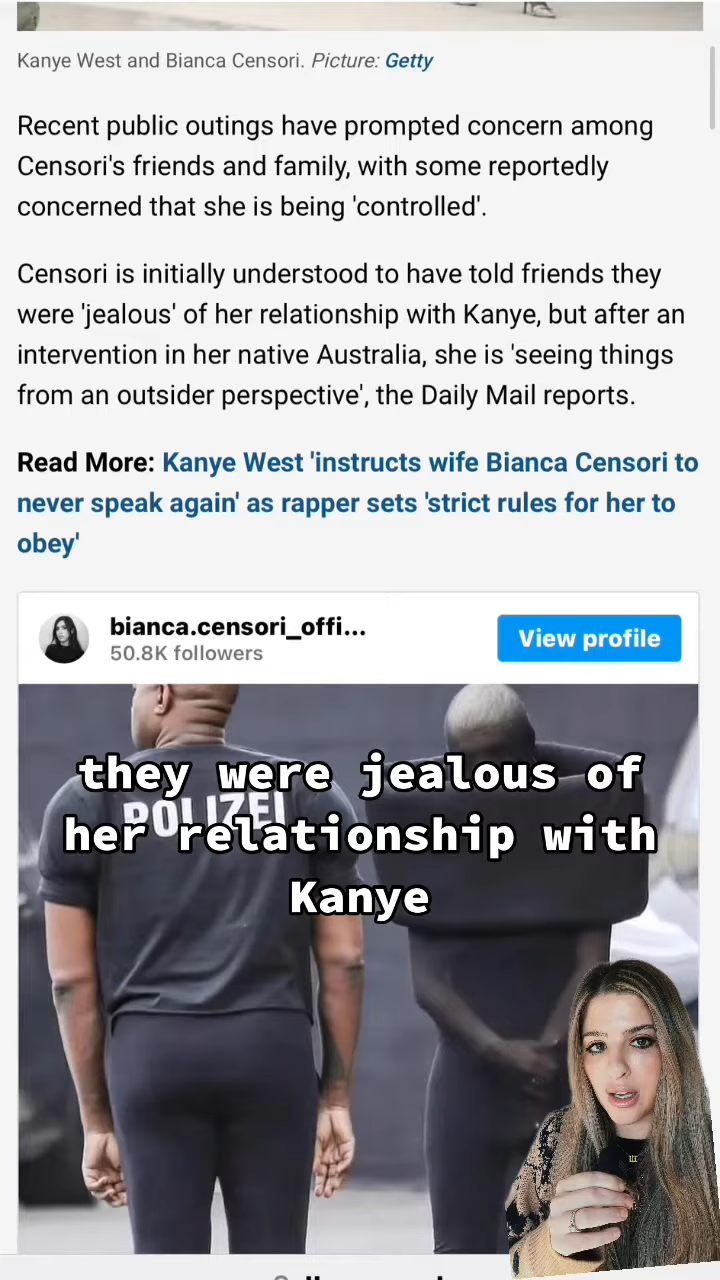 Kanye West and Bianca Censori. Picture: Getty
Recent public outings have prompted concern among
Censori's friends and family, with some reportedly
concerned that she is being 'controlled'.
Censori is initially understood to have told friends they
were 'jealous' of her relationship with Kanye, but after an
intervention in her native Australia, she is 'seeing things
from an outsider perspective', the Daily Mail reports.
Read More: Kanye West 'instructs wife Bianca Censori to
never speak again' as rapper sets 'strict rules for her to
obey'
bianca.censori_offi...
50.8K followers
View profile
POLIZEI
they were jealous of
her relationship with
Kanye